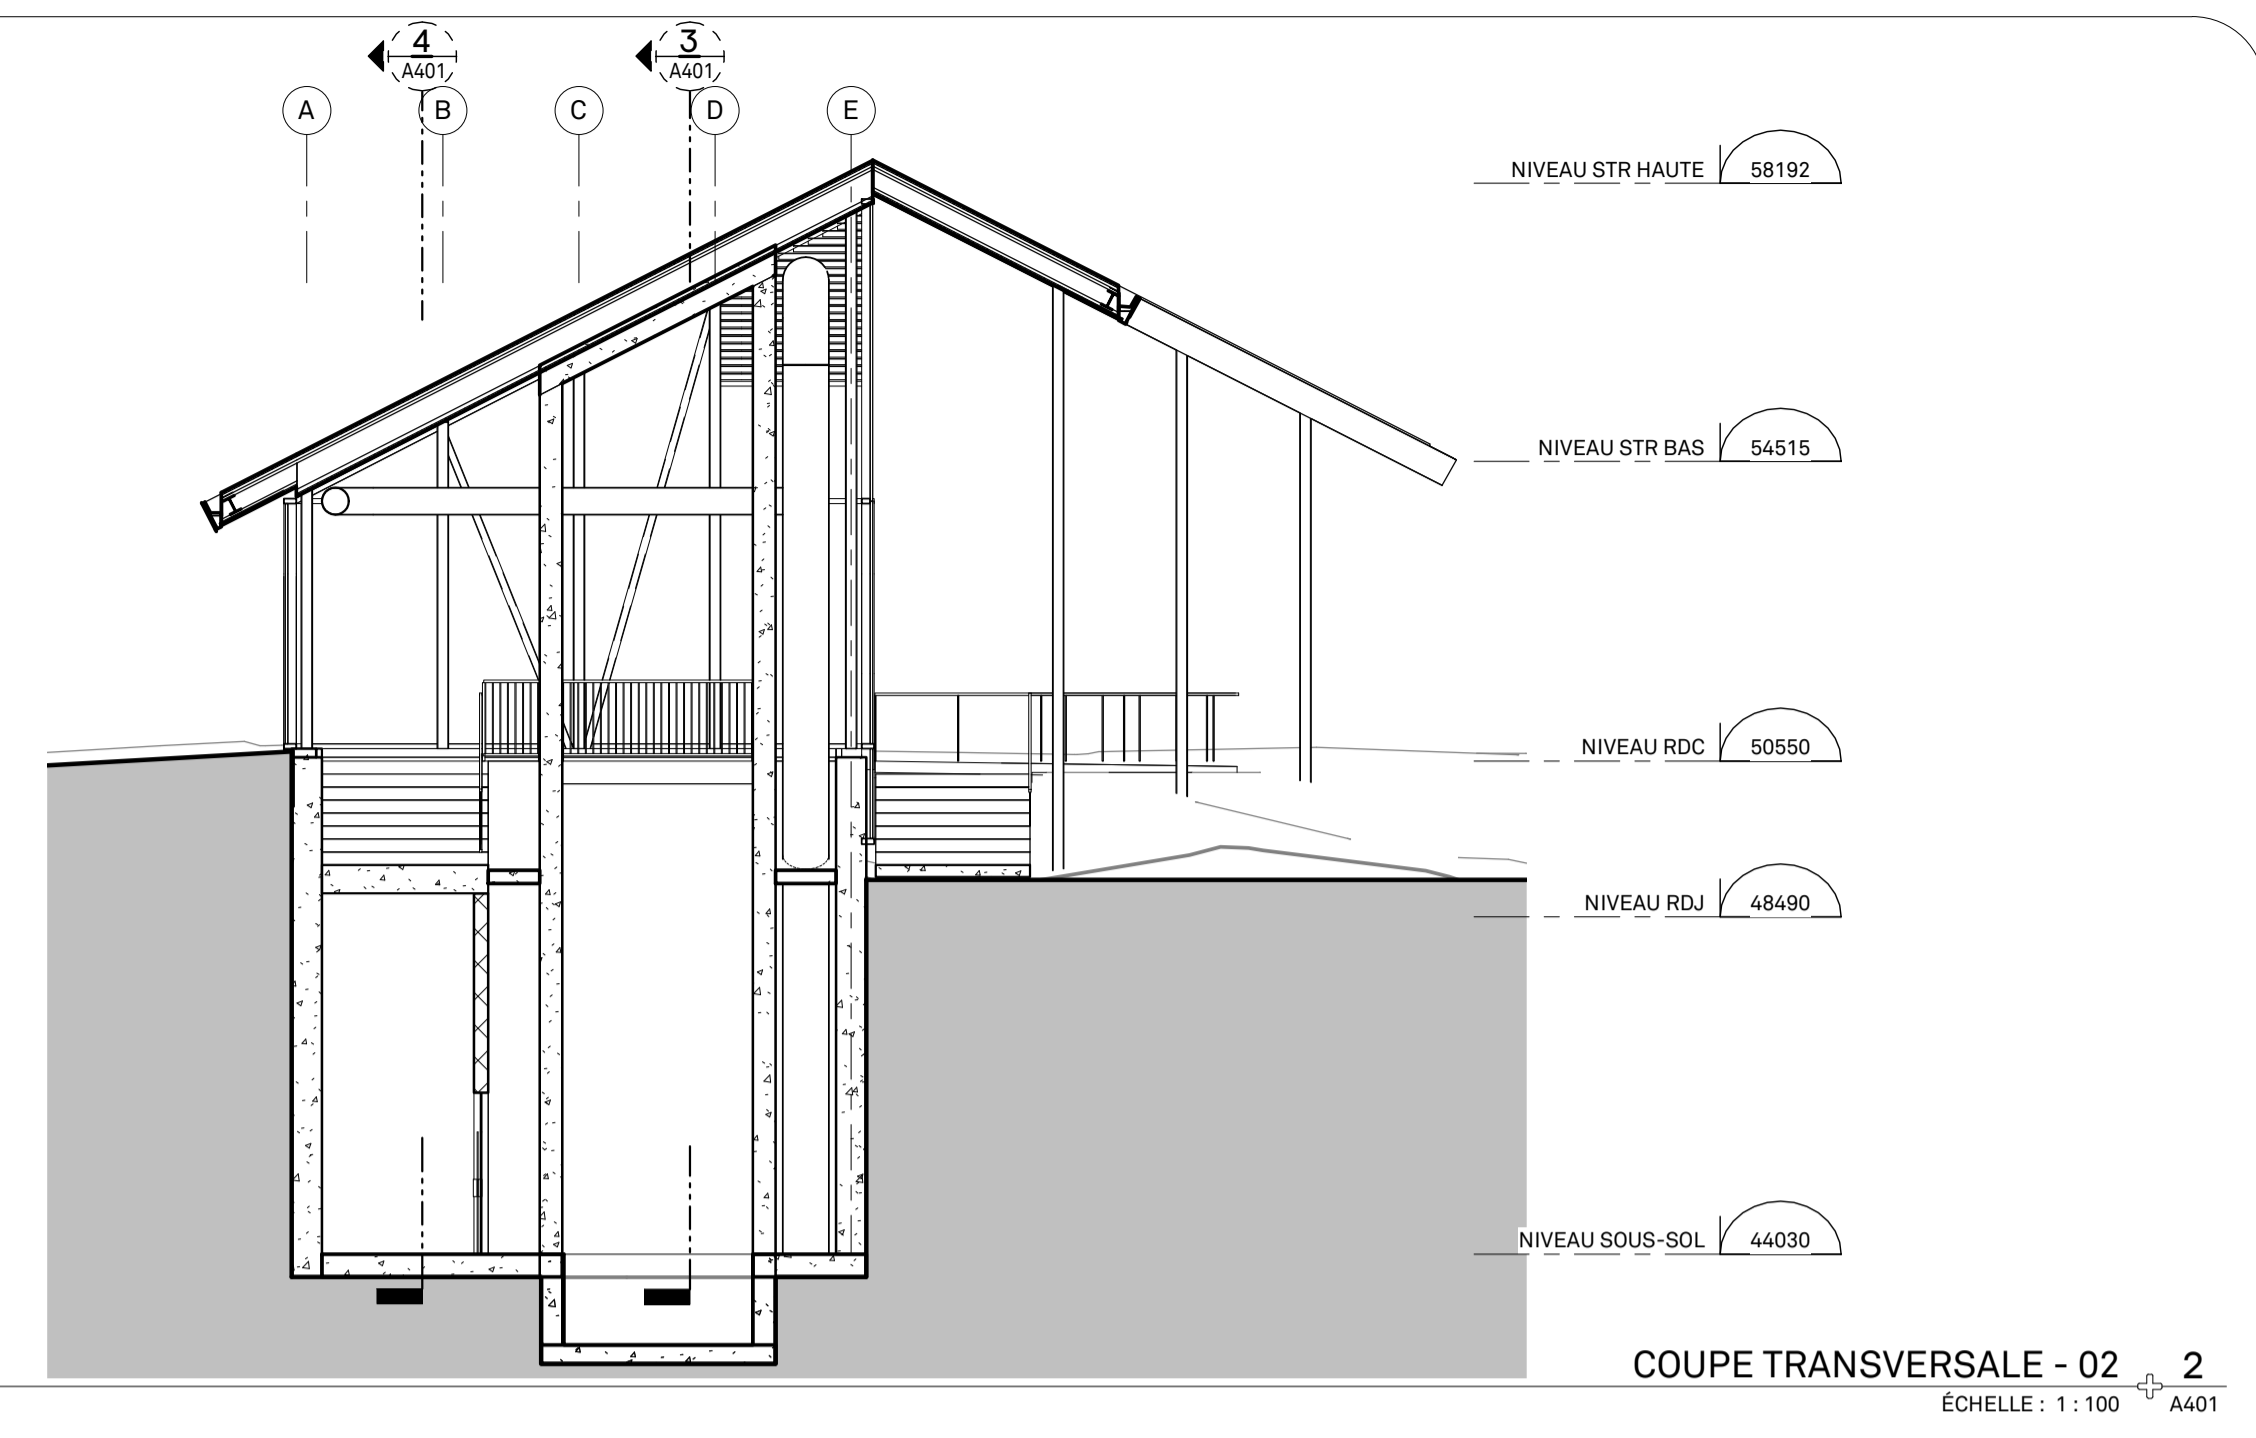 4
A401
3
A401
A
B
C
D
E
NIVEAU STR HAUTE 58192
NIVEAU STR BAS 54515
NIVEAU RDC 50550
NIVEAU RDJ 48490
NIVEAU SOUS-SOL 44030
COUPE TRANSVERSALE - 02 2
ÉCHELLE : 1 : 100 A401